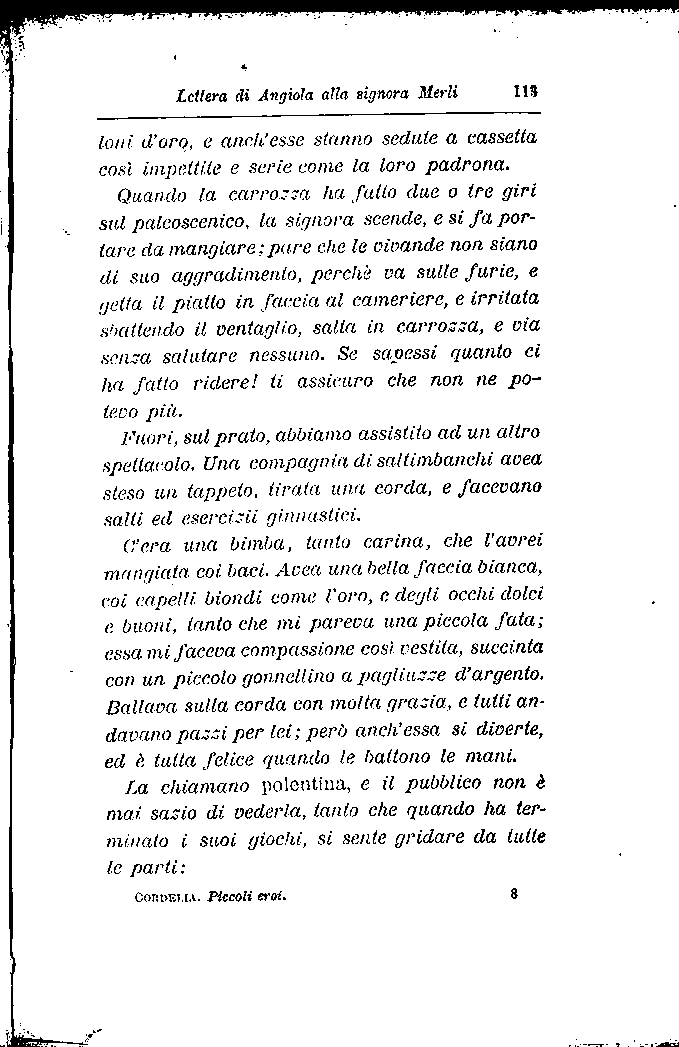 Lettera di Angiola alla signora Merli 113
loni d'oro, e anch'esse stanno sedute a cassetta
così impettite e serie come la loro padrona.
Quando la carrozza ha fatto due o tre giri
sul palcoscenico, la signora scende, e si fa por-
tare da mangiare; pare che le vivande non siano
di suo aggradimento, perchè va sulle furie, e
getta il piatto in faccia al cameriere, e irritata
sbattendo il ventaglio, salta in carrozza, e via
senza salutare nessuno. Se sapessi quanto ci
ha fatto ridere! ti assicuro che non ne po-
tevo più.
Fuori, sul prato, abbiamo assistito ad un altro
spettacolo. Una compagnia di saltimbanchi avea
steso un tappeto, tirata una corda, e facevano
salti ed esercizii ginnastici.
C'era una bimba, tanto carina, che l'avrei
mangiata coi baci. Avea una bella faccia bianca,
coi capelli biondi come l'oro, e degli occhi dolci
e buoni, tanto che mi pareva una piccola fata;
essa mi faceva compassione così vestita, succinta
con un piccolo gonnellino a pagliuzze d'argento.
Ballava sulla corda con molta grazia, e tutti an-
davano pazzi per lei; però anch'essa si diverte,
ed è tutta felice quando le battono le mani.
La chiamano polentina, e il pubblico non è
mai sazio di vederla, tanto che quando ha ter-
minato i suoi giochi, si sente gridare da tutte
le parti:
CORDELIA. Piccoli eroi. 8